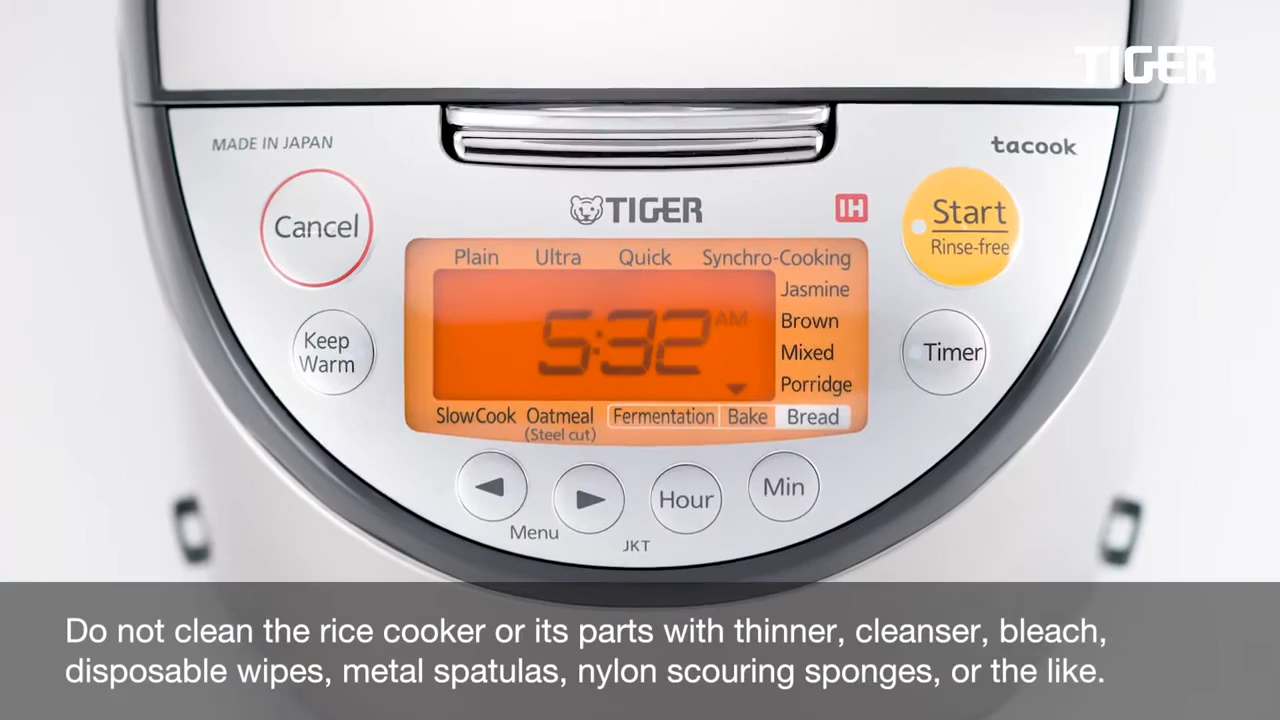 TIGER
MADE IN JAPAN
tacook
Cancel
TIGER
IH
Start
Rinse-free
Plain Ultra Quick Synchro-Cooking
Jasmine
5:32 AM
Brown
Keep
Warm
Mixed
Timer
Porridge
SlowCook Oatmeal Fermentation Bake Bread
(Steel cut)
Hour
Min
Menu
JKT
Do not clean the rice cooker or its parts with thinner, cleanser, bleach,
disposable wipes, metal spatulas, nylon scouring sponges, or the like.